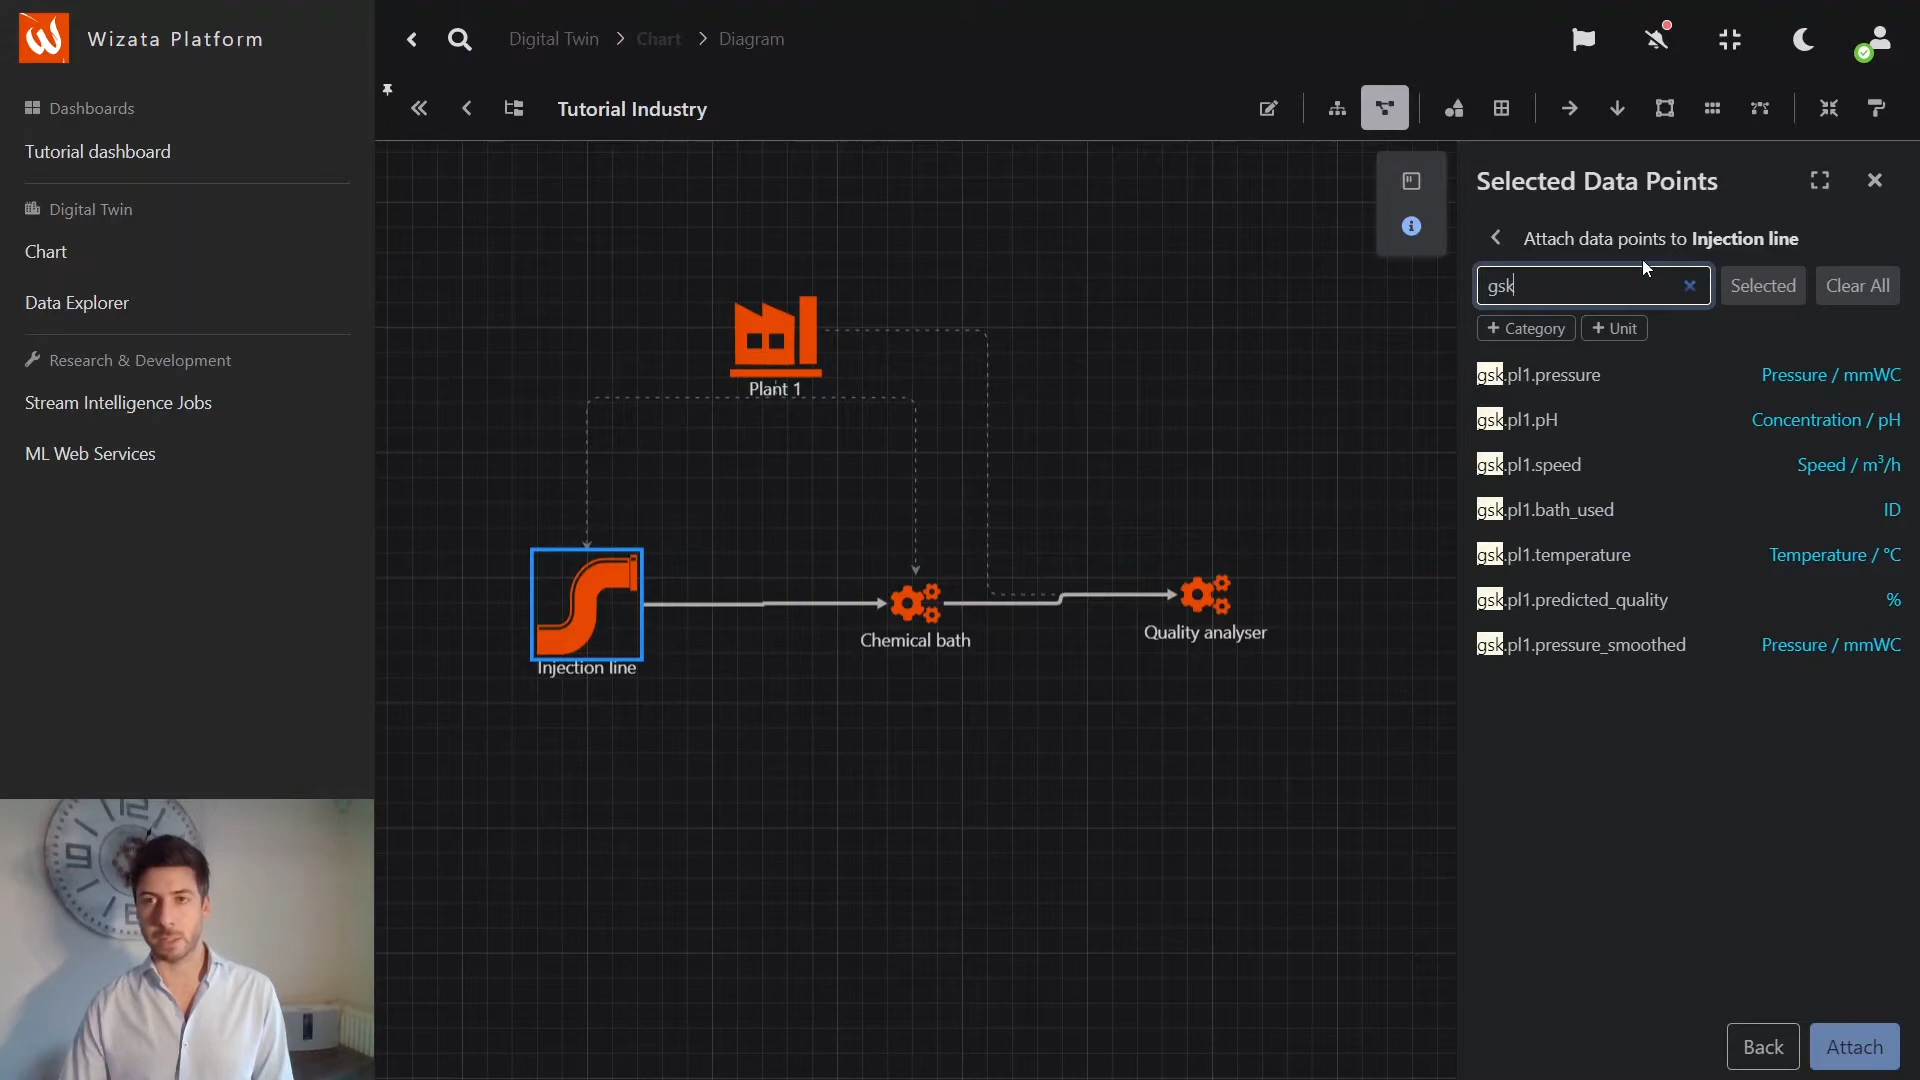 Wizata Platform
Digital Twin > Chart > Diagram
Dashboards
Tutorial dashboard
Digital Twin
Chart
Data Explorer
Research & Development
Stream Intelligence Jobs
ML Web Services
Tutorial Industry
Plant 1
Injection line
Chemical bath
Quality analyser
Selected Data Points
Attach data points to Injection line
gsk
Selected
Clear All
+ Category
+ Unit
gsk.pl1.pressure Pressure / mmWC
gsk.pl1.pH Concentration / pH
gsk.pl1.speed Speed / m³/h
gsk.pl1.bath_used ID
gsk.pl1.temperature Temperature / °C
gsk.pl1.predicted_quality %
gsk.pl1.pressure_smoothed Pressure / mmWC
Back
Attach